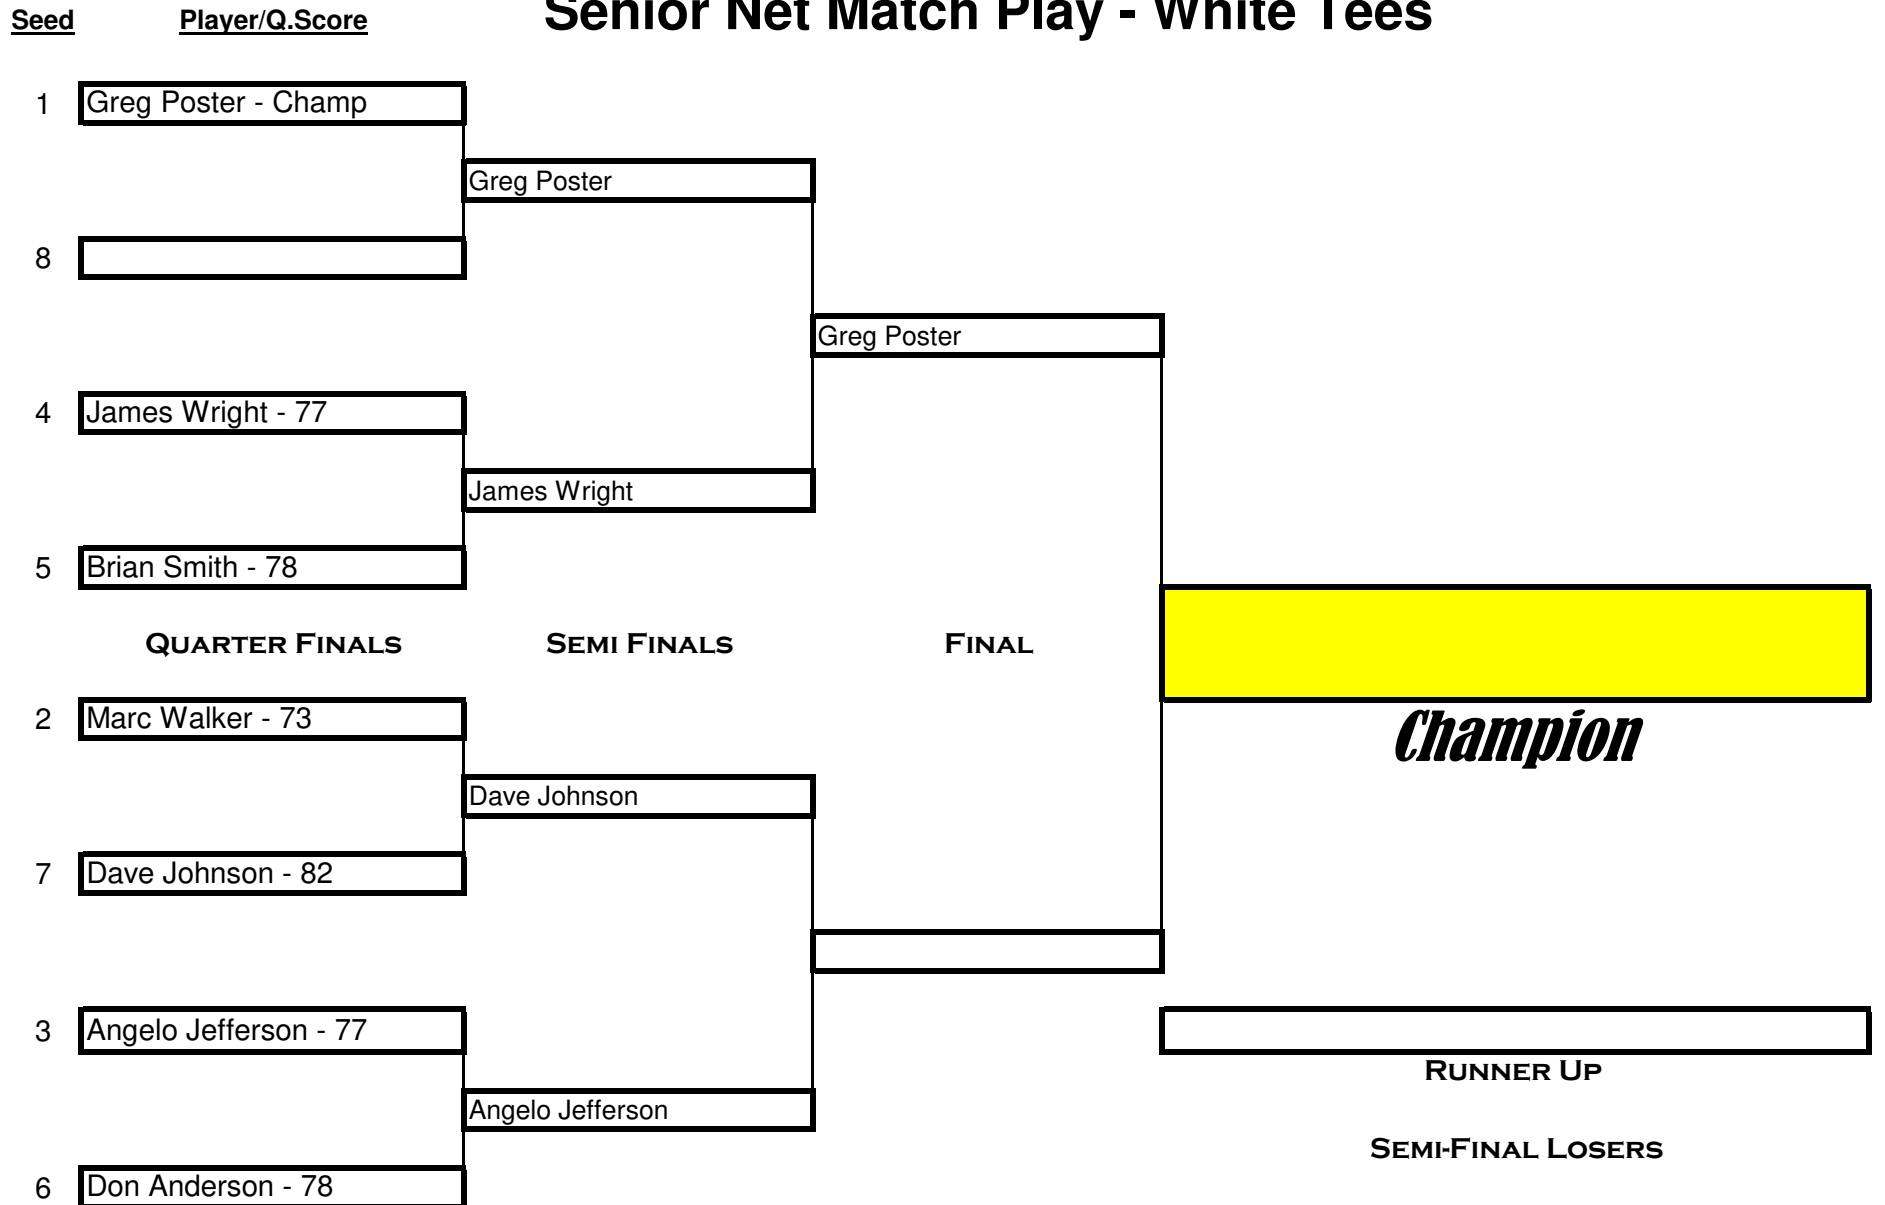 Senior Net Match Play - White Tees
Seed Player/Q.Score
1 Greg Poster - Champ
Greg Poster
8
Greg Poster
4 James Wright - 77
James Wright
5 Brian Smith - 78
Quarter Finals Semi Finals Final
2 Marc Walker - 73
Champion
Dave Johnson
7 Dave Johnson - 82
3 Angelo Jefferson - 77
Runner Up
Angelo Jefferson
Semi-Final Losers
6 Don Anderson - 78